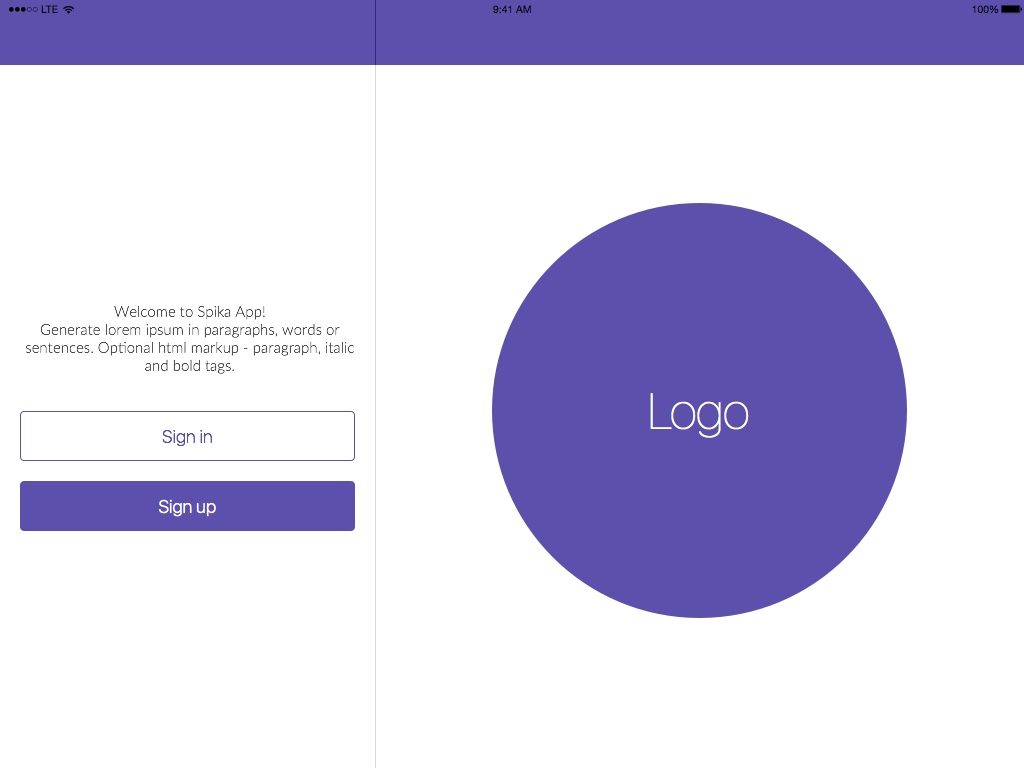 LTE
9:41 AM
100%
Welcome to Spika App!
Generate lorem ipsum in paragraphs, words or
sentences. Optional html markup - paragraph, italic
and bold tags.
Sign in
Sign up
Logo